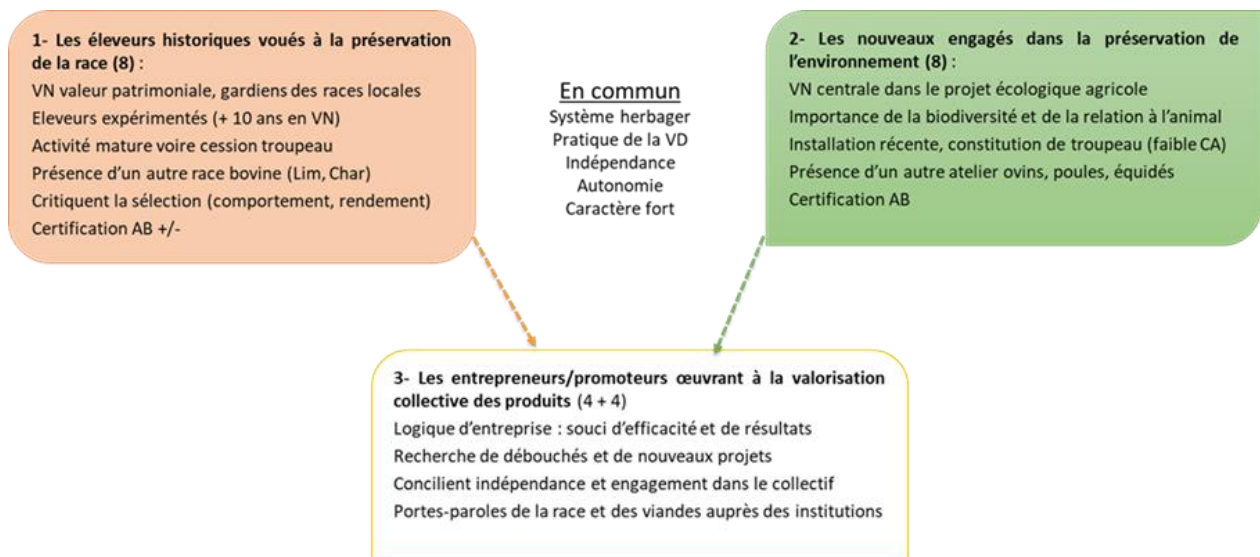 1- Les éleveurs historiques voués à la préservation
de la race (8) :
VN valeur patrimoniale, gardiens des races locales
Eleveurs expérimentés (+ 10 ans en VN)
Activité mature voire cession troupeau
Présence d'un autre race bovine (Lim, Char)
Critiquent la sélection (comportement, rendement)
Certification AB +/-
En commun
Système herbager
Pratique de la VD
Indépendance
Autonomie
Caractère fort
2- Les nouveaux engagés dans la préservation de
l'environnement (8) :
VN centrale dans le projet écologique agricole
Importance de la biodiversité et de la relation à l'animal
Installation récente, constitution de troupeau (faible CA)
Présence d'un autre atelier ovins, poules, équidés
Certification AB
3- Les entrepreneurs/promoteurs œuvrant à la valorisation
collective des produits (4 + 4)
Logique d'entreprise : souci d'efficacité et de résultats
Recherche de débouchés et de nouveaux projets
Concilient indépendance et engagement dans le collectif
Portes-paroles de la race et des viandes auprès des institutions